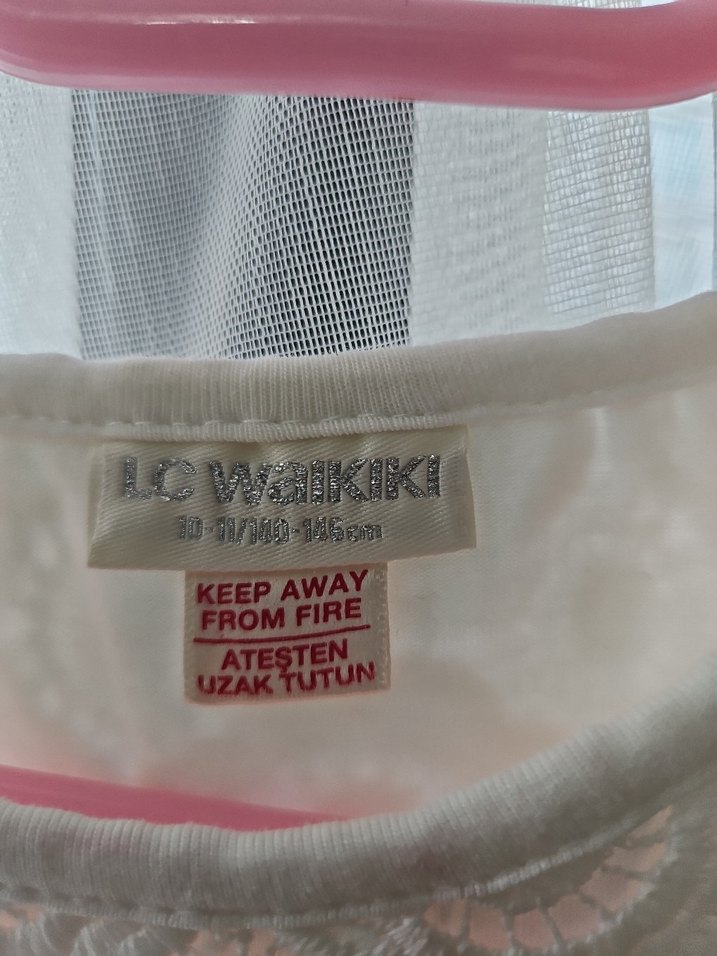 LC WAIKIKI
10-11/140-146cm
KEEP AWAY
FROM FIRE
ATEŞTEN
UZAK TUTUN